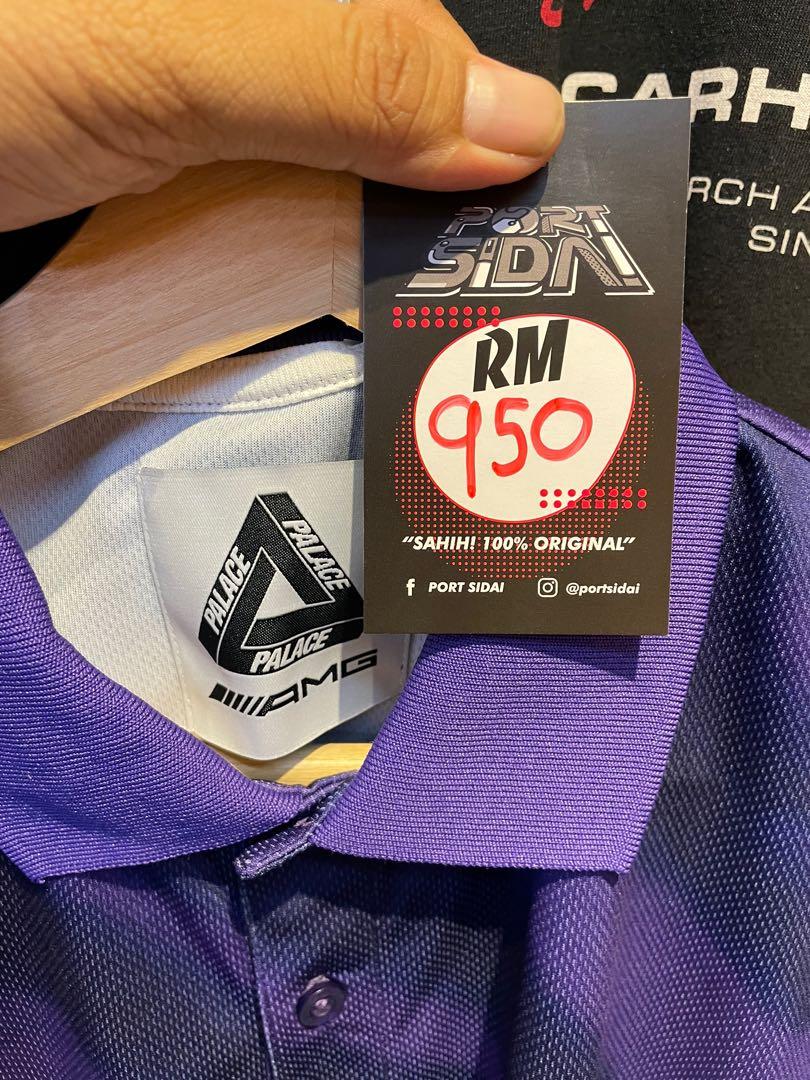 CARH
RCH A
SIN
PORT
SIDAI
RM
950
"SAHIH! 100% ORIGINAL"
PORT SIDAI @portsidai
PALACE
PALACE
PALACE
AMG